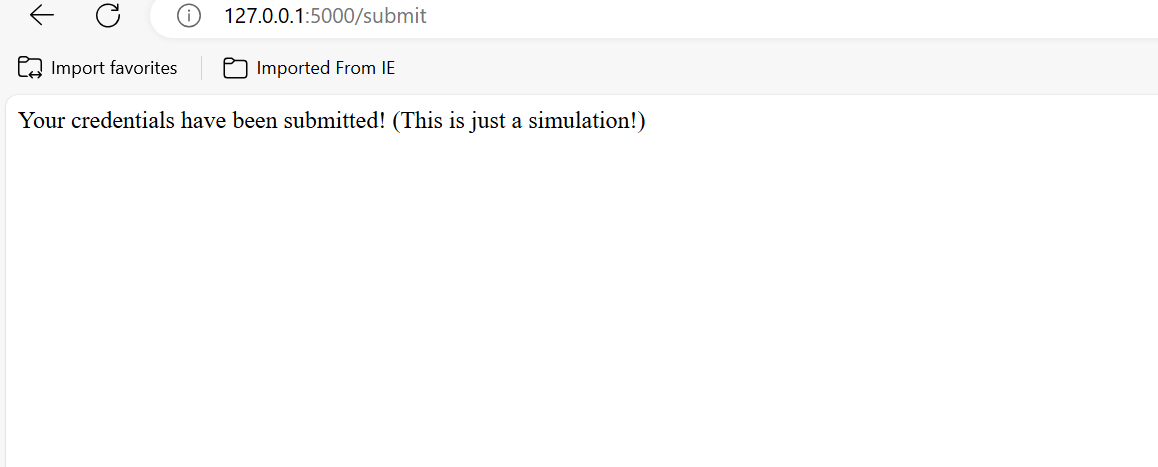 127.0.0.1:5000/submit
Import favorites
Imported From IE
Your credentials have been submitted! (This is just a simulation!)